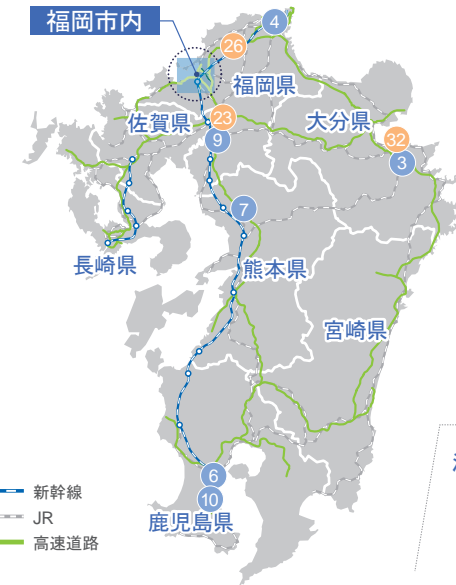 福岡市内
4
26
福岡県
23
佐賀県
大分県
9
32
3
7
長崎県
熊本県
宮崎県
6
10
鹿児島県
新幹線
JR
高速道路